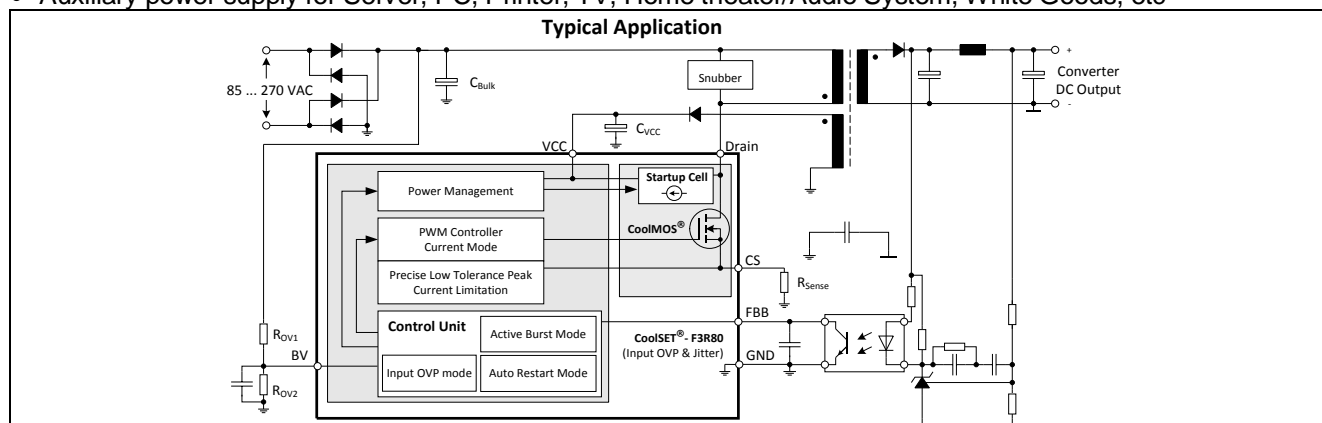 • Auxiliary power supply for Server, PC, Printer, TV, Home theater/Audio System, White Goods, etc
Typical Application
+
Snubber
Converter
DC Output
-
85 ... 270 VAC
CBulk
CVCC
VCC
Drain
Power Management
Startup Cell
PWM Controller
Current Mode
CoolMOS®
Precise Low Tolerance Peak
Current Limitation
CS
RSense
FBB
Control Unit
Active Burst Mode
CoolSET®- F3R80
(Input OVP & Jitter)
GND
ROV1
BV
Input OVP mode
Auto Restart Mode
ROV2